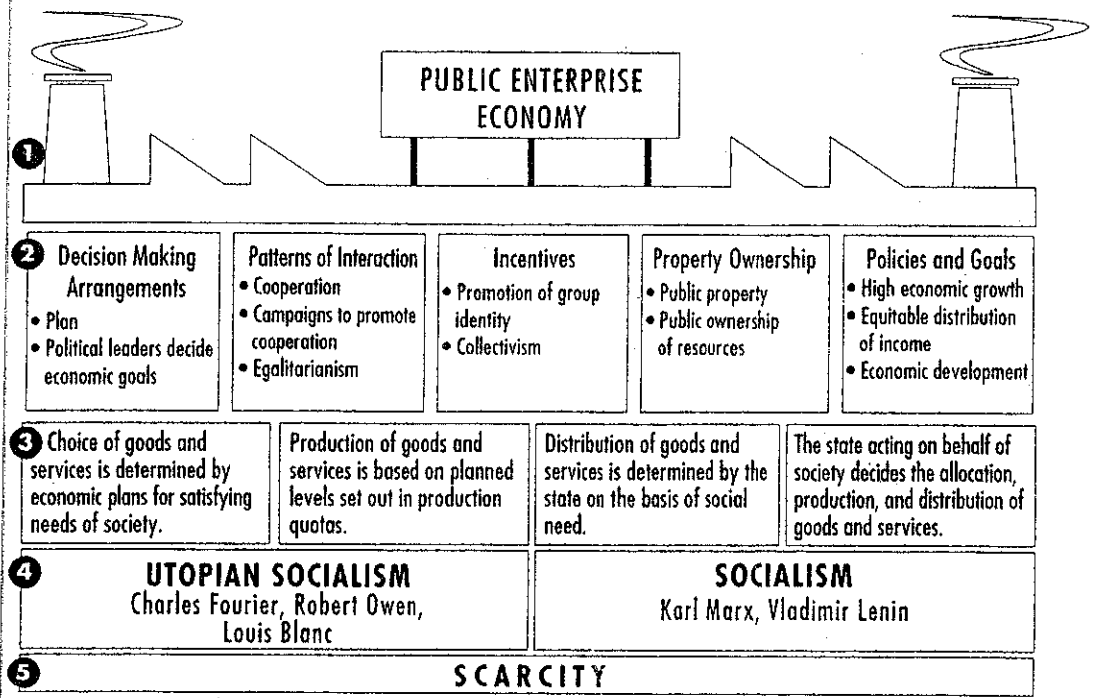 PUBLIC ENTERPRISE
ECONOMY
1
2
Decision Making
Arrangements
• Plan
• Political leaders decide
economic goals
Patterns of Interaction
• Cooperation
• Campaigns to promote
cooperation
• Egalitarianism
Incentives
• Promotion of group
identity
• Collectivism
Property Ownership
• Public property
• Public ownership
of resources
Policies and Goals
• High economic growth
• Equitable distribution
of income
• Economic development
3
Choice of goods and
services is determined by
economic plans for satisfying
needs of society.
Production of goods and
services is based on planned
levels set out in production
quotas.
Distribution of goods and
services is determined by the
state on the basis of social
need.
The state acting on behalf of
society decides the allocation,
production, and distribution of
goods and services.
4
UTOPIAN SOCIALISM
Charles Fourier, Robert Owen,
Louis Blanc
SOCIALISM
Karl Marx, Vladimir Lenin
5
SCARCITY